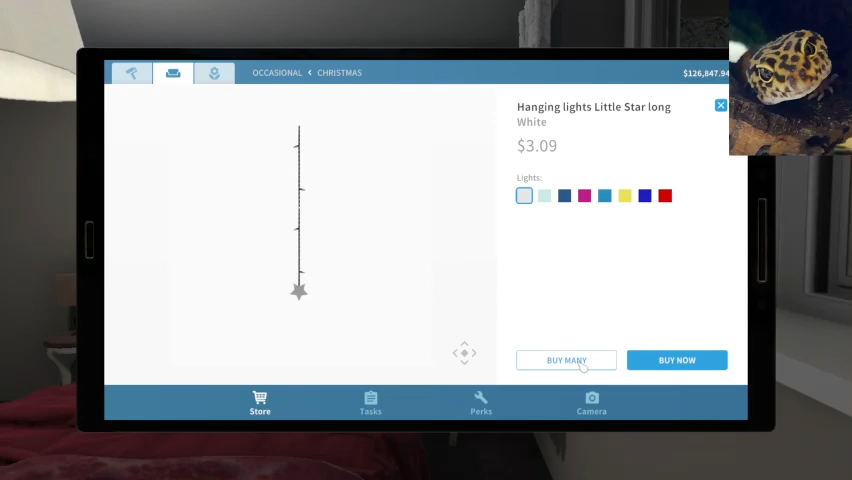 OCCASIONAL < CHRISTMAS
$126,847.94
Hanging lights Little Star long
White
$3.09
Lights:
BUY MANY
BUY NOW
Store
Tasks
Perks
Camera